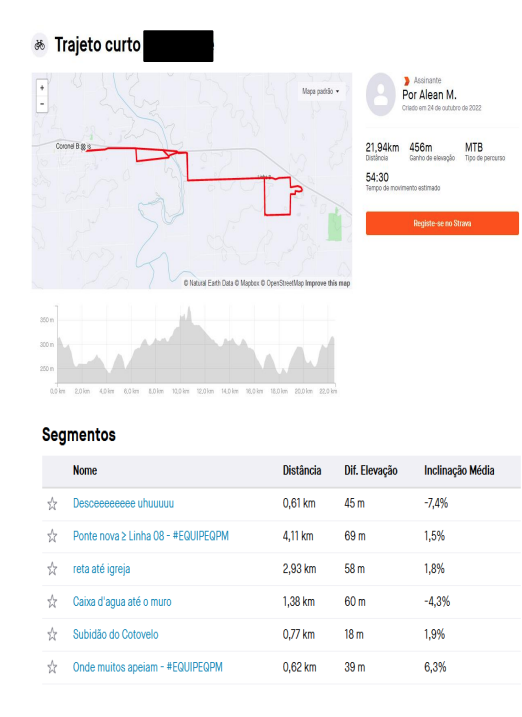 Trajeto curto
+
-
Mapa padrão
Coronel B
© Natural Earth Data © Mapbox © OpenStreetMap Improve this map
Assinante
Por Alean M.
Criado em 24 de outubro de 2022
21,94km 456m MTB
Distância Ganho de elevação Tipo de percurso
54:30
Tempo de movimento estimado
Registe-se no Strava
350 m
300 m
250 m
0,0 km 2,0 km 4,0 km 6,0 km 8,0 km 10,0 km 12,0 km 14,0 km 16,0 km 18,0 km 20,0 km 22,0 km
Segmentos
Nome Distância Dif. Elevação Inclinação Média
Desceeeeeeeee uhuuuuu 0,61 km 45 m -7,4%
Ponte nova ≥ Linha 08 - #EQUIPEQPM 4,11 km 69 m 1,5%
reta até igreja 2,93 km 58 m 1,8%
Caixa d'agua até o muro 1,38 km 60 m -4,3%
Subidão do Cotovelo 0,77 km 18 m 1,9%
Onde muitos apeiam - #EQUIPEQPM 0,62 km 39 m 6,3%